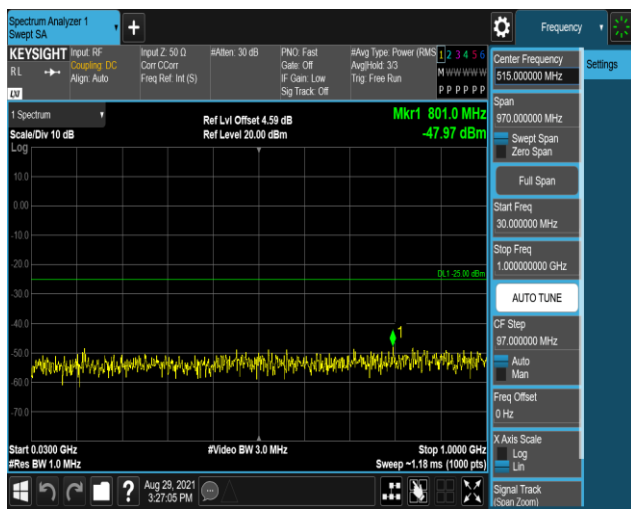 Spectrum Analyzer 1
Swept SA
+
Frequency
KEYSIGHT
RL
LXI
Input: RF
Coupling: DC
Align: Auto
Input Z: 50 Ω
Corr CCorr
Freq Ref: Int (S)
#Atten: 30 dB
PNO: Fast
Gate: Off
IF Gain: Low
Sig Track: Off
#Avg Type: Power (RMS
Avg|Hold: 3/3
Trig: Free Run
1 2 3 4 5 6
M W W W W W
P P P P P P
1 Spectrum
Scale/Div 10 dB
Log
Ref Lvl Offset 4.59 dB
Ref Level 20.00 dBm
Mkr1 801.0 MHz
-47.97 dBm
10.0
0.00
-10.0
-20.0
DL1 -25.00 dBm
-30.0
-40.0
1
-50.0
-60.0
-70.0
Start 0.0300 GHz
#Res BW 1.0 MHz
#Video BW 3.0 MHz
Stop 1.0000 GHz
Sweep ~1.18 ms (1000 pts)
?
Aug 29, 2021
3:27:05 PM
Center Frequency
515.000000 MHz
Settings
Span
970.000000 MHz
Swept Span
Zero Span
Full Span
Start Freq
30.000000 MHz
Stop Freq
1.000000000 GHz
AUTO TUNE
CF Step
97.000000 MHz
Auto
Man
Freq Offset
0 Hz
X Axis Scale
Log
Lin
Signal Track
(Span Zoom)